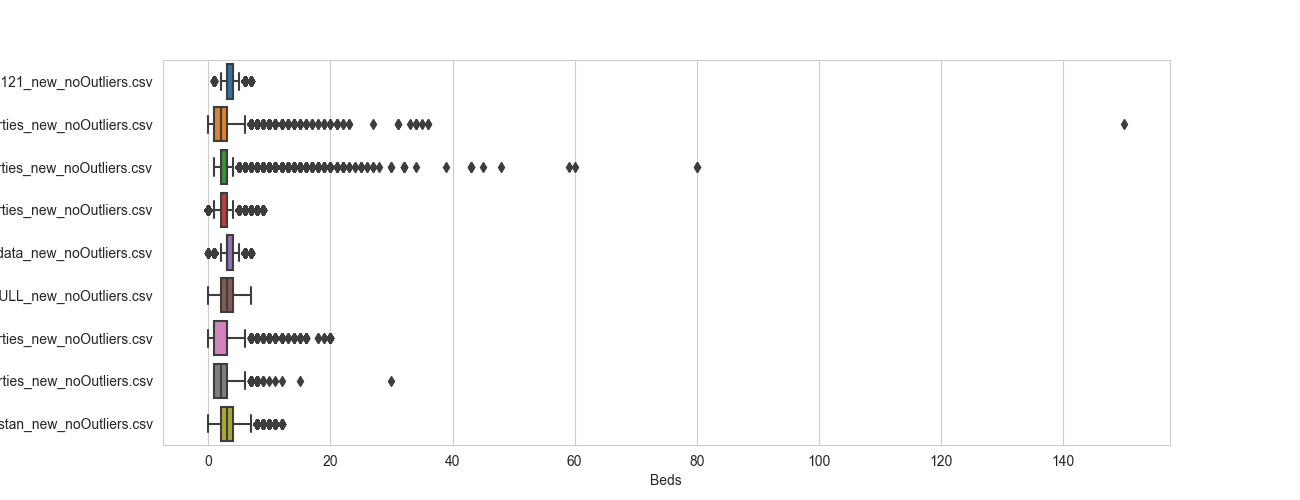 121_new_noOutliers.csv
rties_new_noOutliers.csv
rties_new_noOutliers.csv
rties_new_noOutliers.csv
data_new_noOutliers.csv
ULL_new_noOutliers.csv
rties_new_noOutliers.csv
rties_new_noOutliers.csv
stan_new_noOutliers.csv
0 20 40 60 80 100 120 140
Beds